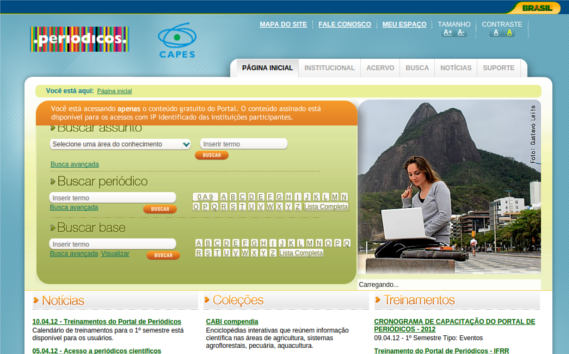 BRASIL
.periodicos.
CAPES
MAPA DO SITE
FALE CONOSCO
MEU ESPAÇO
TAMANHO
A+ A-
CONTRASTE
A A
PÁGINA INICIAL
INSTITUCIONAL
ACERVO
BUSCA
NOTÍCIAS
SUPORTE
Você está aqui: Página inicial
Você está acessando apenas o conteúdo gratuito do Portal. O conteúdo assinado está
disponível para os acessos com IP identificado das instituições participantes.
Buscar assunto
Selecione uma área do conhecimento
Inserir termo
BUSCAR
Busca avançada
Buscar periódico
Inserir termo
Busca avançada
BUSCAR
0 A 9 A B C D E F G H I J K L M N
O P Q R S T U V W X Y Z Lista Completa
Buscar base
Inserir termo
Busca avançada Visualizar
BUSCAR
A B C D E F G H I J K L M N O P Q
R S T U V W X Y Z Lista Completa
Foto: Gustavo Leita
Carregando...
Notícias
10.04.12 - Treinamentos do Portal de Periódicos
Calendário de treinamentos para o 1º semestre está
disponível para os usuários.
05.04.12 - Acesso a periódicos científicos
Coleções
CABI compendia
Enciclopédias interativas que reúnem informação
científica nas áreas de agricultura, sistemas
agroflorestais, pecuária, aquacultura.
Treinamentos
CRONOGRAMA DE CAPACITAÇÃO DO PORTAL DE
PERIÓDICOS - 2012
09.04.12 - 1º Semestre Tipo: Eventos
Treinamento do Portal de Periódicos - IFRR